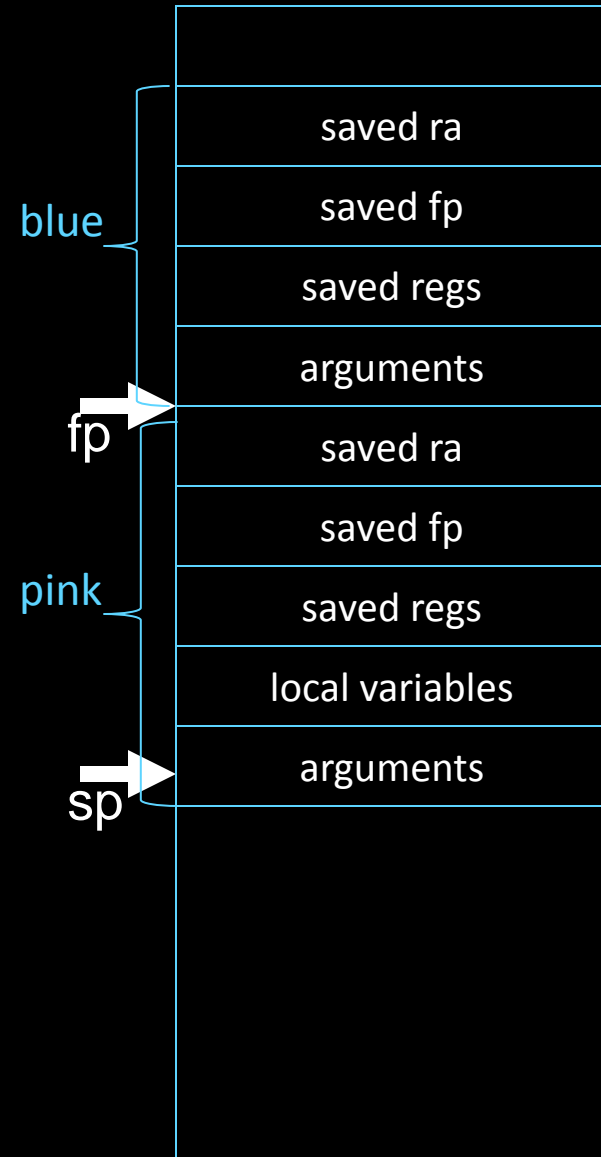 saved ra
blue
saved fp
saved regs
arguments
fp
saved ra
saved fp
pink
saved regs
local variables
arguments
sp